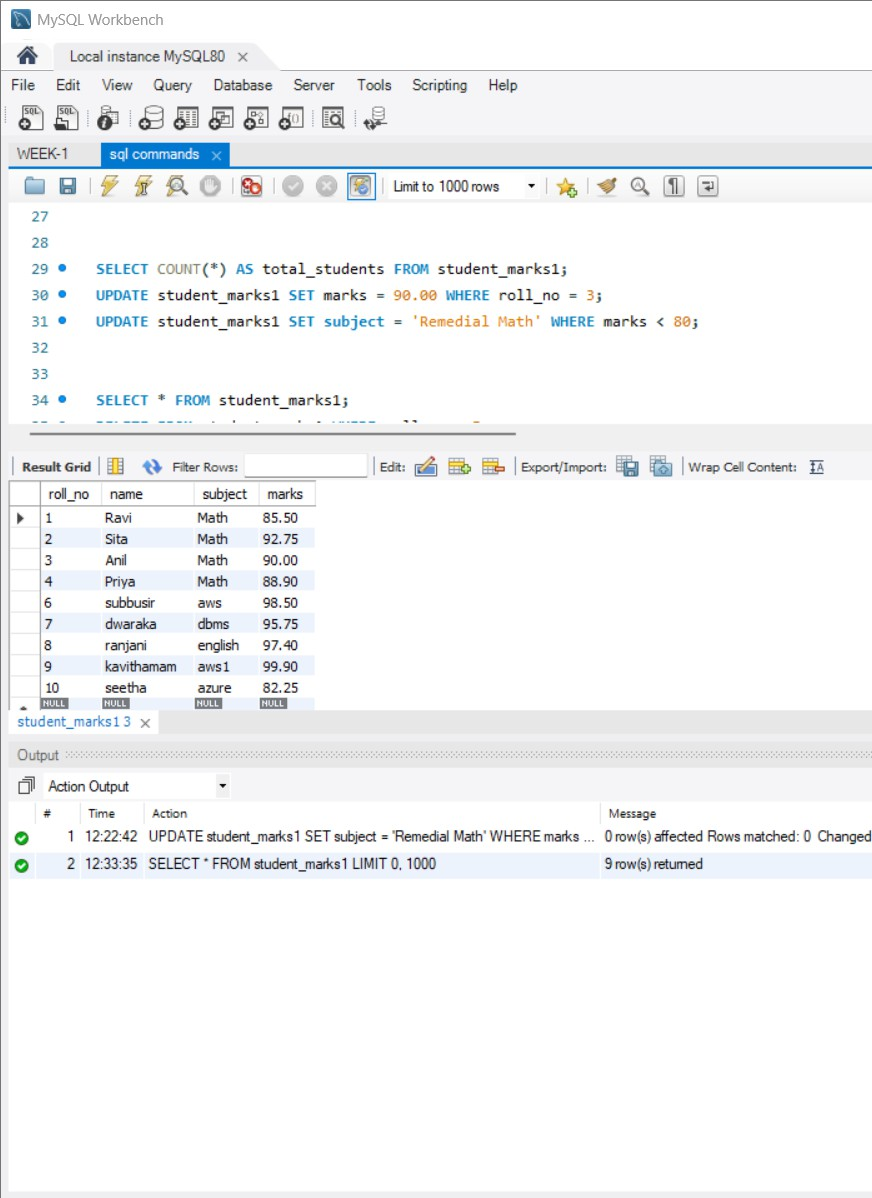 MySQL Workbench
Local instance MySQL80
File Edit View Query Database Server Tools Scripting Help
WEEK-1 sql commands
Limit to 1000 rows
27
28
29 SELECT COUNT(*) AS total_students FROM student_marks1;
30 UPDATE student_marks1 SET marks = 90.00 WHERE roll_no = 3;
31 UPDATE student_marks1 SET subject = 'Remedial Math' WHERE marks < 80;
32
33
34 SELECT * FROM student_marks1;
Result Grid Filter Rows: Edit: Export/Import: Wrap Cell Content: IA
roll_no name subject marks
1 Ravi Math 85.50
2 Sita Math 92.75
3 Anil Math 90.00
4 Priya Math 88.90
6 subbusir aws 98.50
7 dwaraka dbms 95.75
8 ranjani english 97.40
9 kavithamam aws1 99.90
10 seetha azure 82.25
NULL NULL NULL NULL
student_marks1 3
Output
Action Output
# Time Action Message
1 12:22:42 UPDATE student_marks1 SET subject = 'Remedial Math' WHERE marks ... 0 row(s) affected Rows matched: 0 Changed
2 12:33:35 SELECT * FROM student_marks1 LIMIT 0, 1000 9 row(s) returned